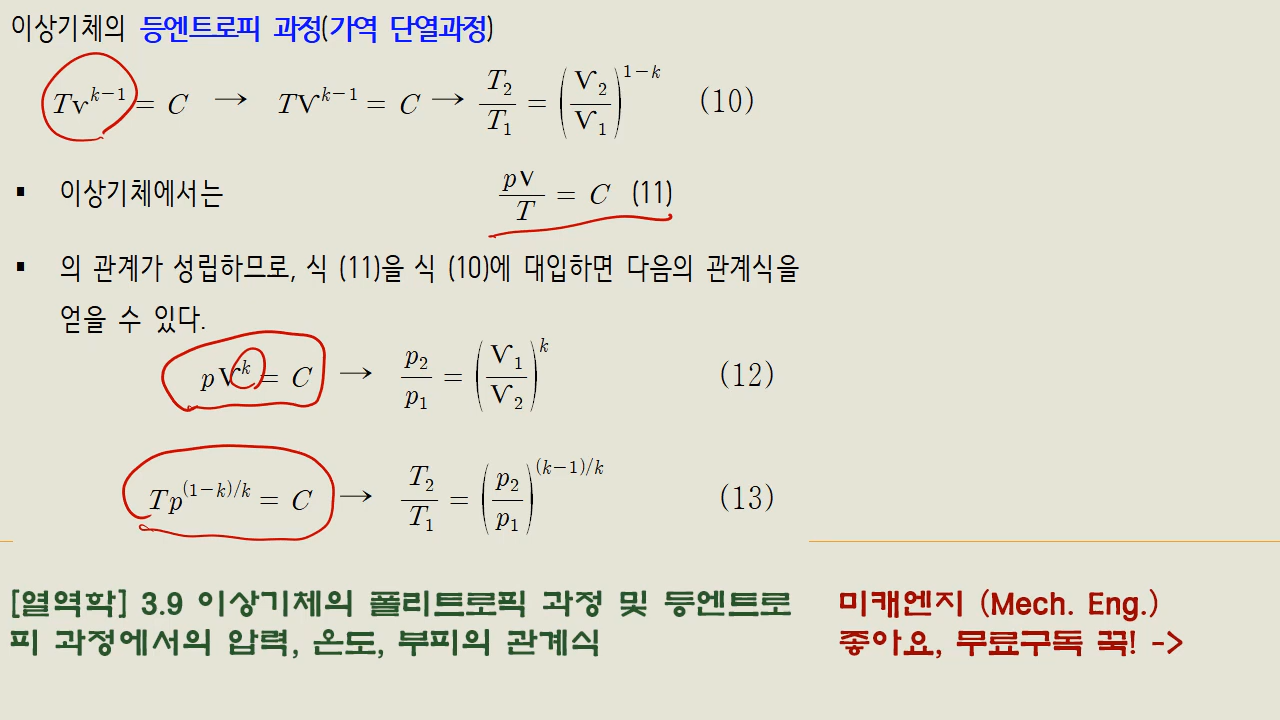 이상기체의 등엔트로피 과정(가역 단열과정)
Tv^{k-1} = C → TV^{k-1} = C → T_2/T_1 = (V_2/V_1)^{1-k} (10)
▪ 이상기체에서는 pV/T = C (11)
▪ 의 관계가 성립하므로, 식 (11)을 식 (10)에 대입하면 다음의 관계식을
얻을 수 있다.
pV^k = C → p_2/p_1 = (V_1/V_2)^k (12)
Tp^{(1-k)/k} = C → T_2/T_1 = (p_2/p_1)^{(k-1)/k} (13)
[열역학] 3.9 이상기체의 폴리트로픽 과정 및 등엔트로
피 과정에서의 압력, 온도, 부피의 관계식
미캐엔지 (Mech. Eng.)
좋아요, 무료구독 꾹! ->